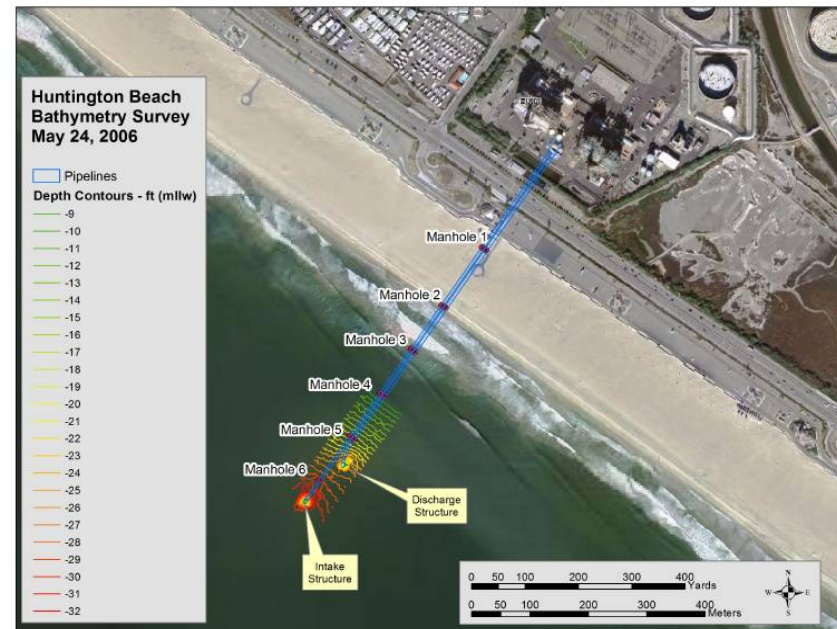 Huntington Beach
Bathymetry Survey
May 24, 2006
Pipelines
Depth Contours - ft (mllw)
-9
-10
-11
-12
-13
-14
-15
-16
-17
-18
-19
-20
-21
-22
-23
-24
-25
-26
-27
-28
-29
-30
-31
-32
Manhole 1
Manhole 2
Manhole 3
Manhole 4
Manhole 5
Manhole 6
Discharge
Structure
Intake
Structure
0 50 100 200 300 400
Yards
0 50 100 200 300 400
Meters
N
W E
S